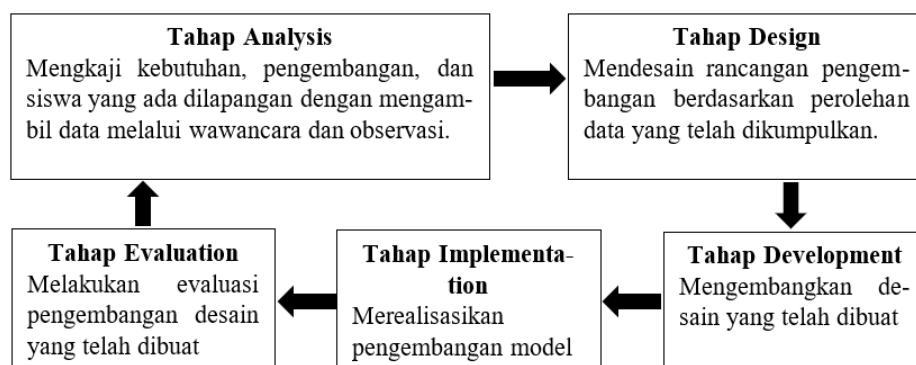 Tahap Analysis
Mengkaji kebutuhan, pengembangan, dan
siswa yang ada dilapangan dengan mengam-
bil data melalui wawancara dan observasi.
Tahap Design
Mendesain rancangan pengem-
bangan berdasarkan perolehan
data yang telah dikumpulkan.
Tahap Development
Mengembangkan de-
sain yang telah dibuat
Tahap Implementa-
tion
Merealisasikan
pengembangan model
Tahap Evaluation
Melakukan evaluasi
pengembangan desain
yang telah dibuat